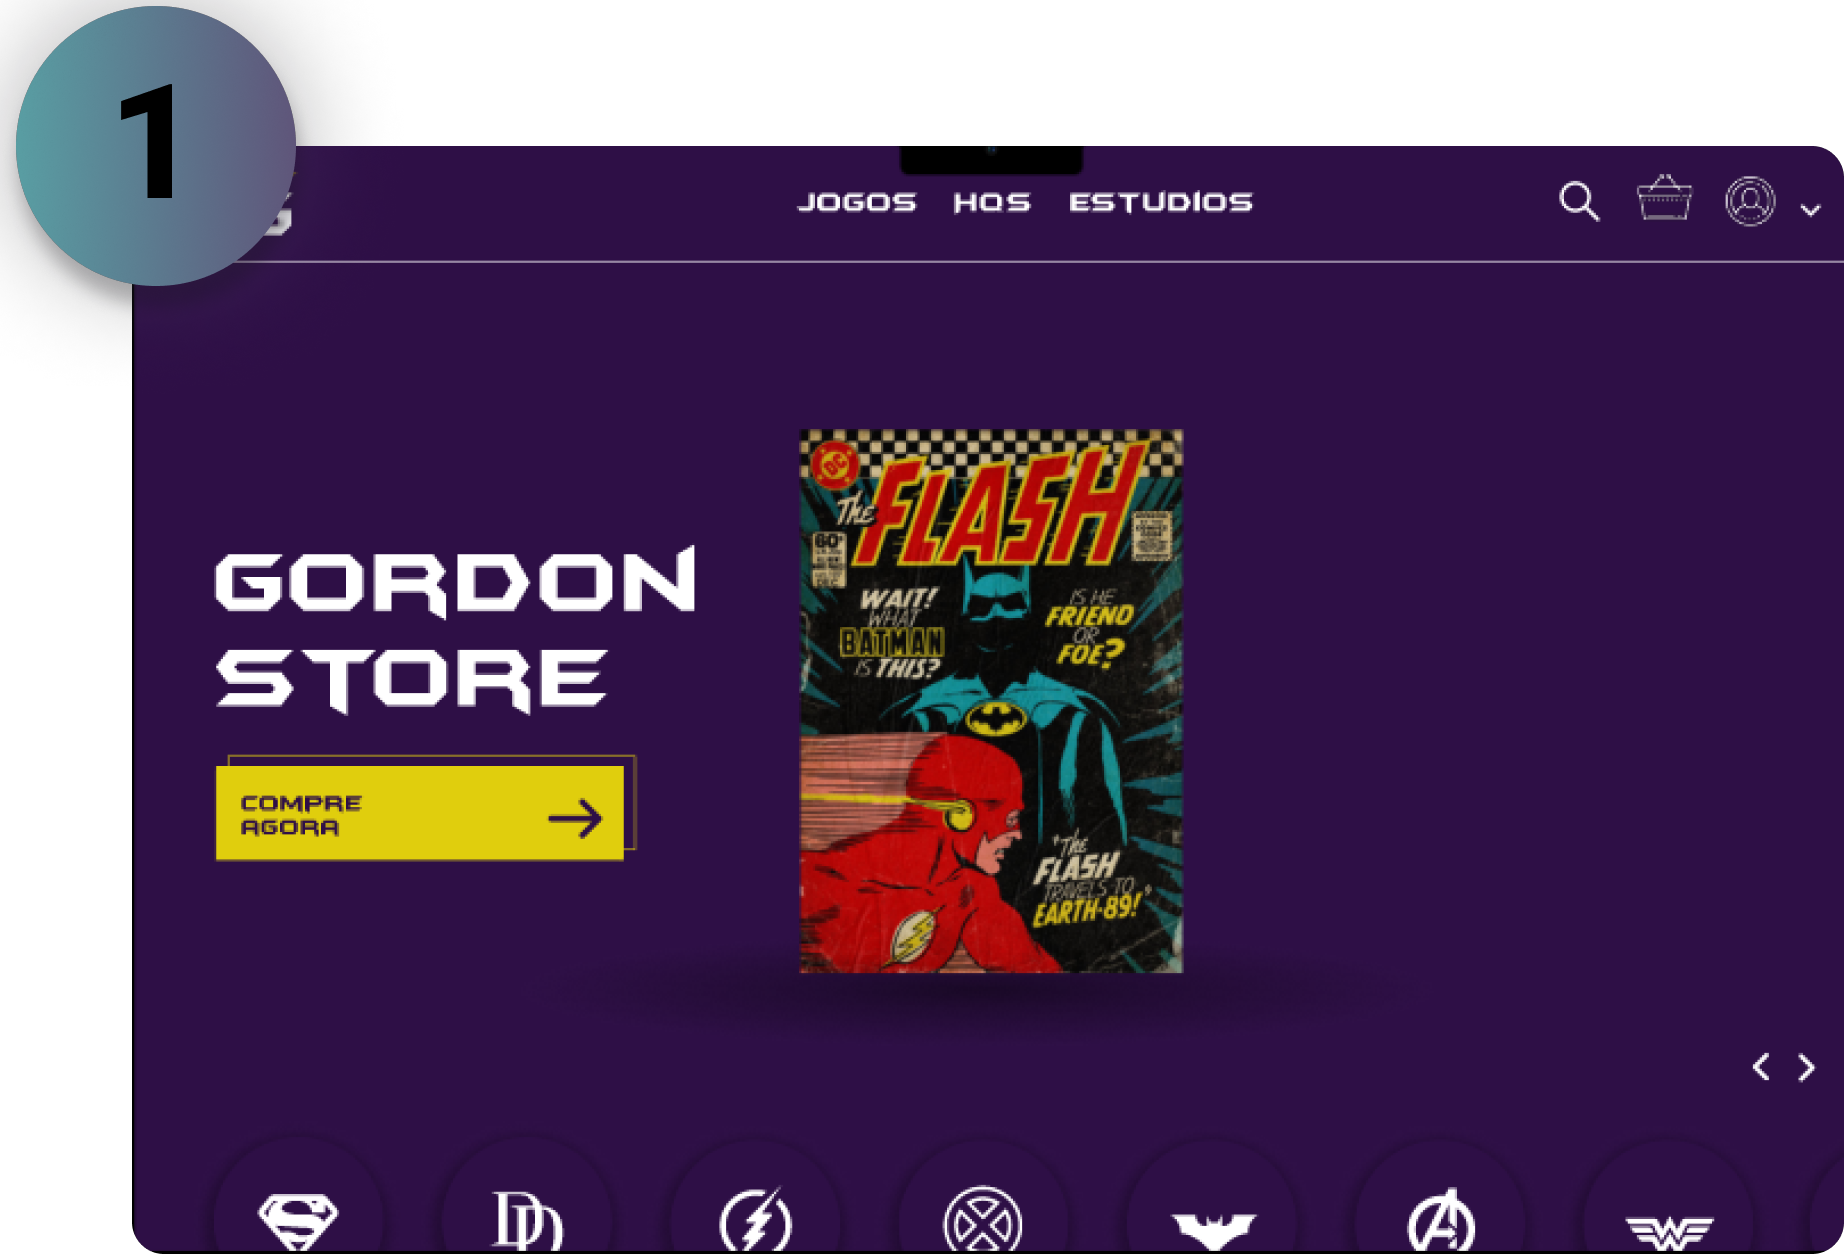 1
JOGOS HQS ESTUDIOS
GORDON
STORE
COMPRE
AGORA
DC
The
FLASH
60¢
WAIT!
WHAT
BATMAN
IS THIS?
IS HE
FRIEND
OR
FOE?
"The
FLASH
TRAVELS TO
EARTH-89!"
DD